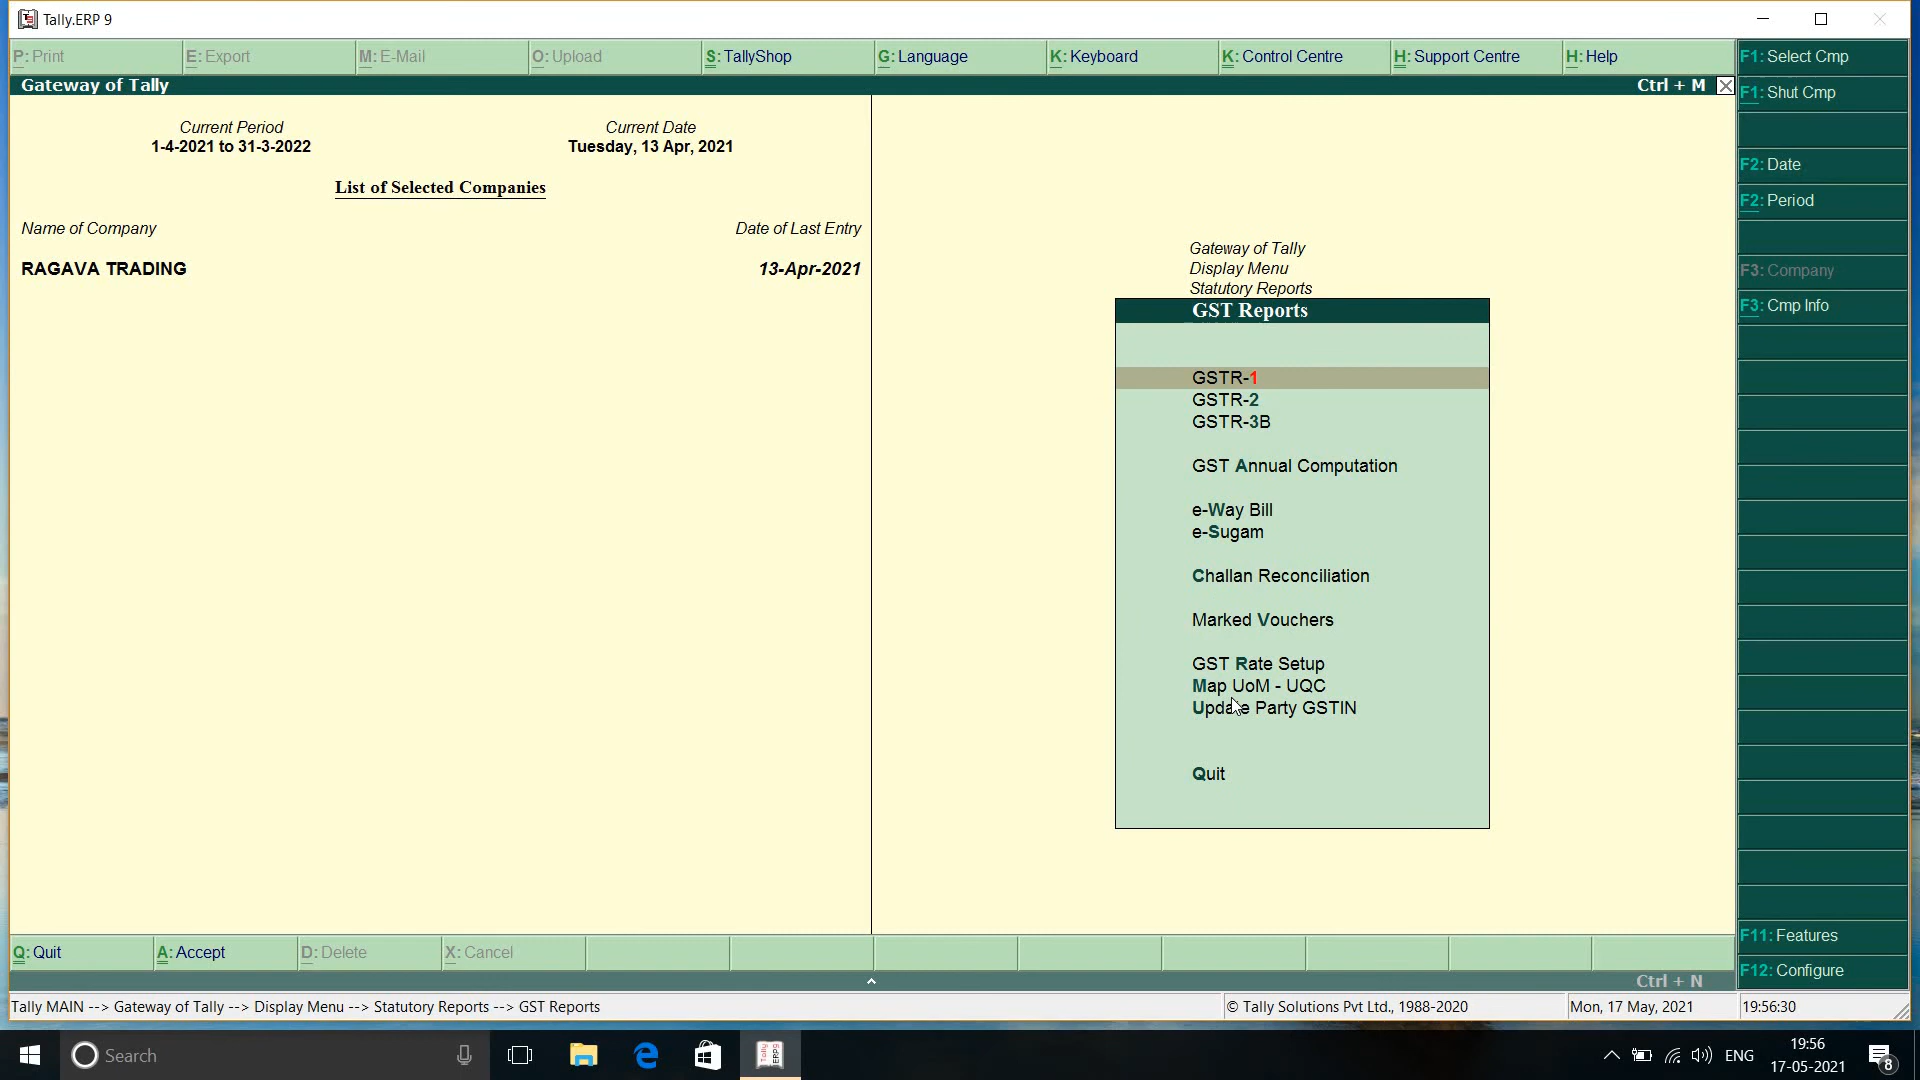 Tally.ERP 9
P: Print
E: Export
M: E-Mail
O: Upload
S: TallyShop
G: Language
K: Keyboard
K: Control Centre
H: Support Centre
H: Help
Gateway of Tally
Ctrl + M
Current Period
1-4-2021 to 31-3-2022
Current Date
Tuesday, 13 Apr, 2021
List of Selected Companies
Name of Company
Date of Last Entry
RAGAVA TRADING
13-Apr-2021
Gateway of Tally
Display Menu
Statutory Reports
GST Reports
GSTR-1
GSTR-2
GSTR-3B
GST Annual Computation
e-Way Bill
e-Sugam
Challan Reconciliation
Marked Vouchers
GST Rate Setup
Map UoM - UQC
Update Party GSTIN
Quit
F1: Select Cmp
F1: Shut Cmp
F2: Date
F2: Period
F3: Company
F3: Cmp Info
F11: Features
F12: Configure
Q: Quit
A: Accept
D: Delete
X: Cancel
Ctrl + N
Tally MAIN --> Gateway of Tally --> Display Menu --> Statutory Reports --> GST Reports
© Tally Solutions Pvt Ltd., 1988-2020
Mon, 17 May, 2021
19:56:30
Search
Tally
ERP9
ENG
19:56
17-05-2021
8